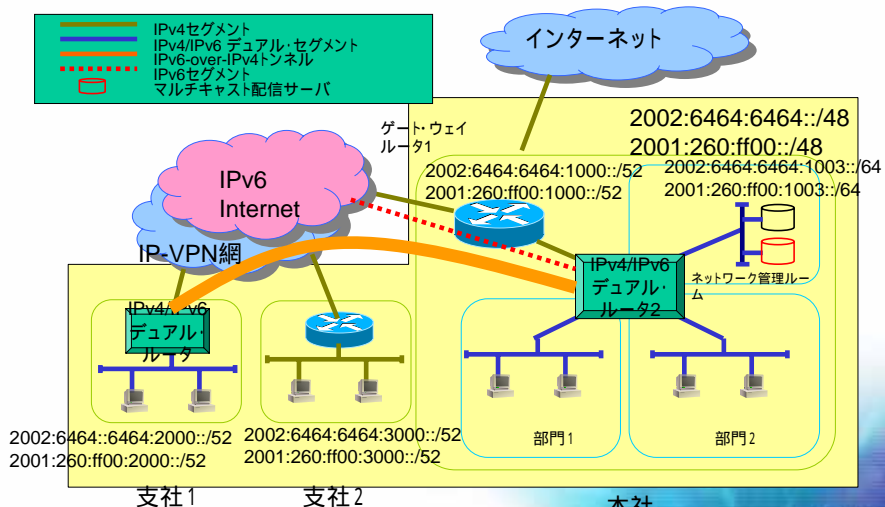 IPv4セグメント
IPv4/IPv6 デュアル・セグメント
IPv6-over-IPv4トンネル
IPv6セグメント
マルチキャスト配信サーバ
インターネット
ゲート・ウェイ
ルータ1
2002:6464:6464::/48
2001:260:ff00::/48
2002:6464:6464:1000::/52
2001:260:ff00:1000::/52
2002:6464:6464:1003::/64
2001:260:ff00:1003::/64
IPv6
Internet
IP-VPN網
IPv4/IPv6
デュアル・
ルータ2
ネットワーク管理ルー
ム
IPv4/IPv6
デュアル・
ルータ
部門1
部門2
2002:6464::6464:2000::/52
2001:260:ff00:2000::/52
2002:6464:6464:3000::/52
2001:260:ff00:3000::/52
支社1
支社2
本社